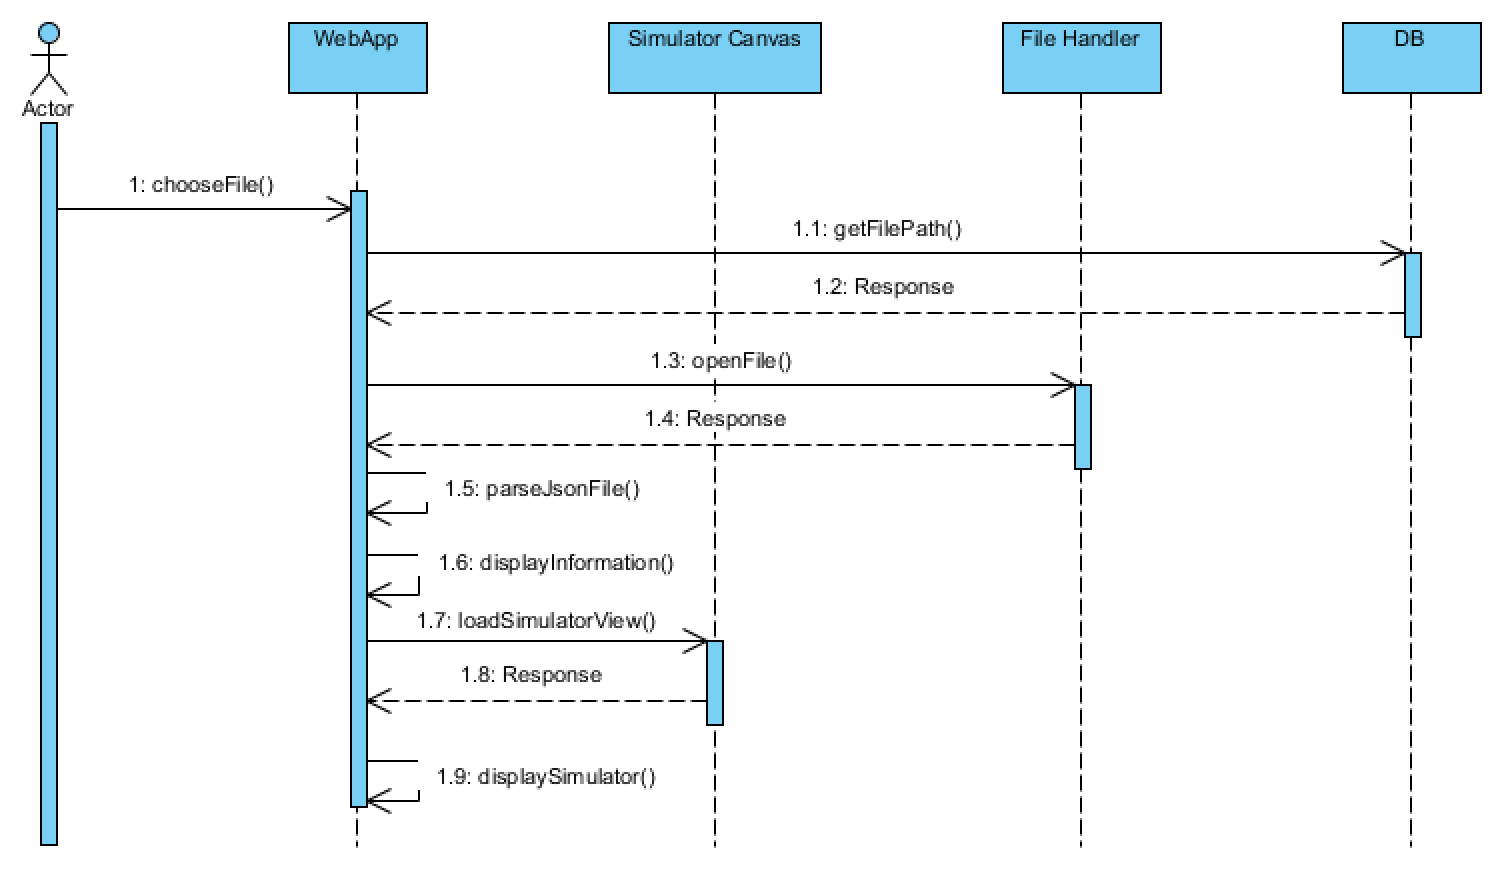 WebApp
Simulator Canvas
File Handler
DB
Actor
1: chooseFile()
1.1: getFilePath()
1.2: Response
1.3: openFile()
1.4: Response
1.5: parseJsonFile()
1.6: displayInformation()
1.7: loadSimulatorView()
1.8: Response
1.9: displaySimulator()